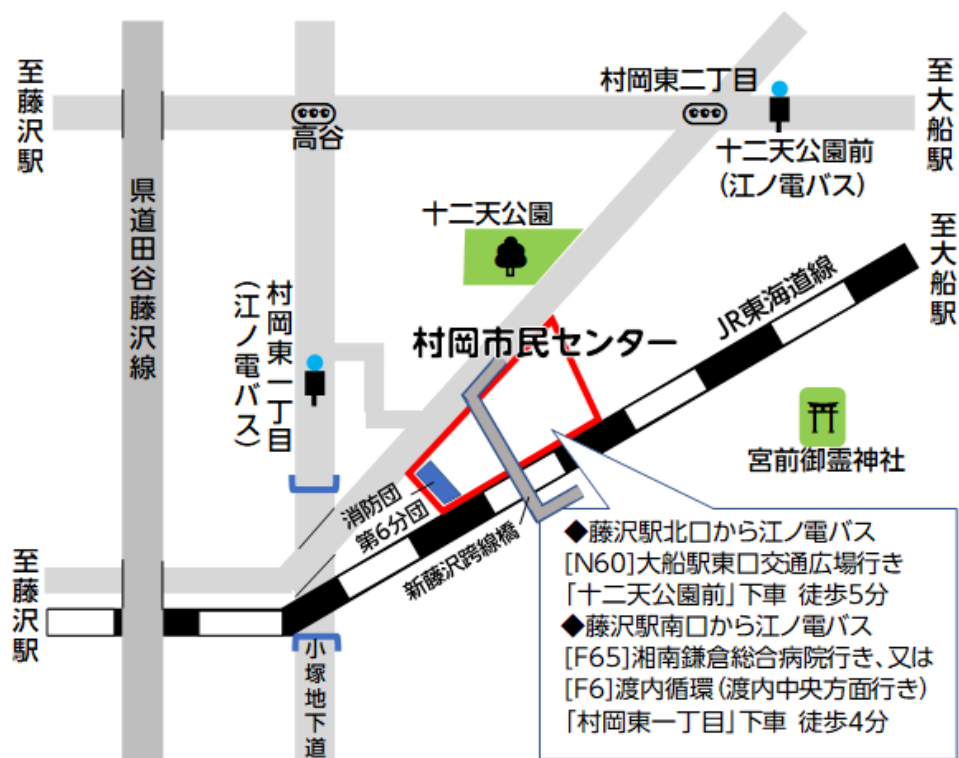 至藤沢駅
村岡東二丁目
至大船駅
高谷
十二天公園前
(江ノ電バス)
県道田谷藤沢線
十二天公園
至大船駅
JR東海道線
村岡東一丁目
(江ノ電バス)
村岡市民センター
宮前御霊神社
消防団
第6分団
新藤沢跨線橋
至藤沢駅
小塚地下道
◆藤沢駅北口から江ノ電バス
[N60]大船駅東口交通広場行き
「十二天公園前」下車 徒歩5分
◆藤沢駅南口から江ノ電バス
[F65]湘南鎌倉総合病院行き、又は
[F6]渡内循環(渡内中央方面行き)
「村岡東一丁目」下車 徒歩4分